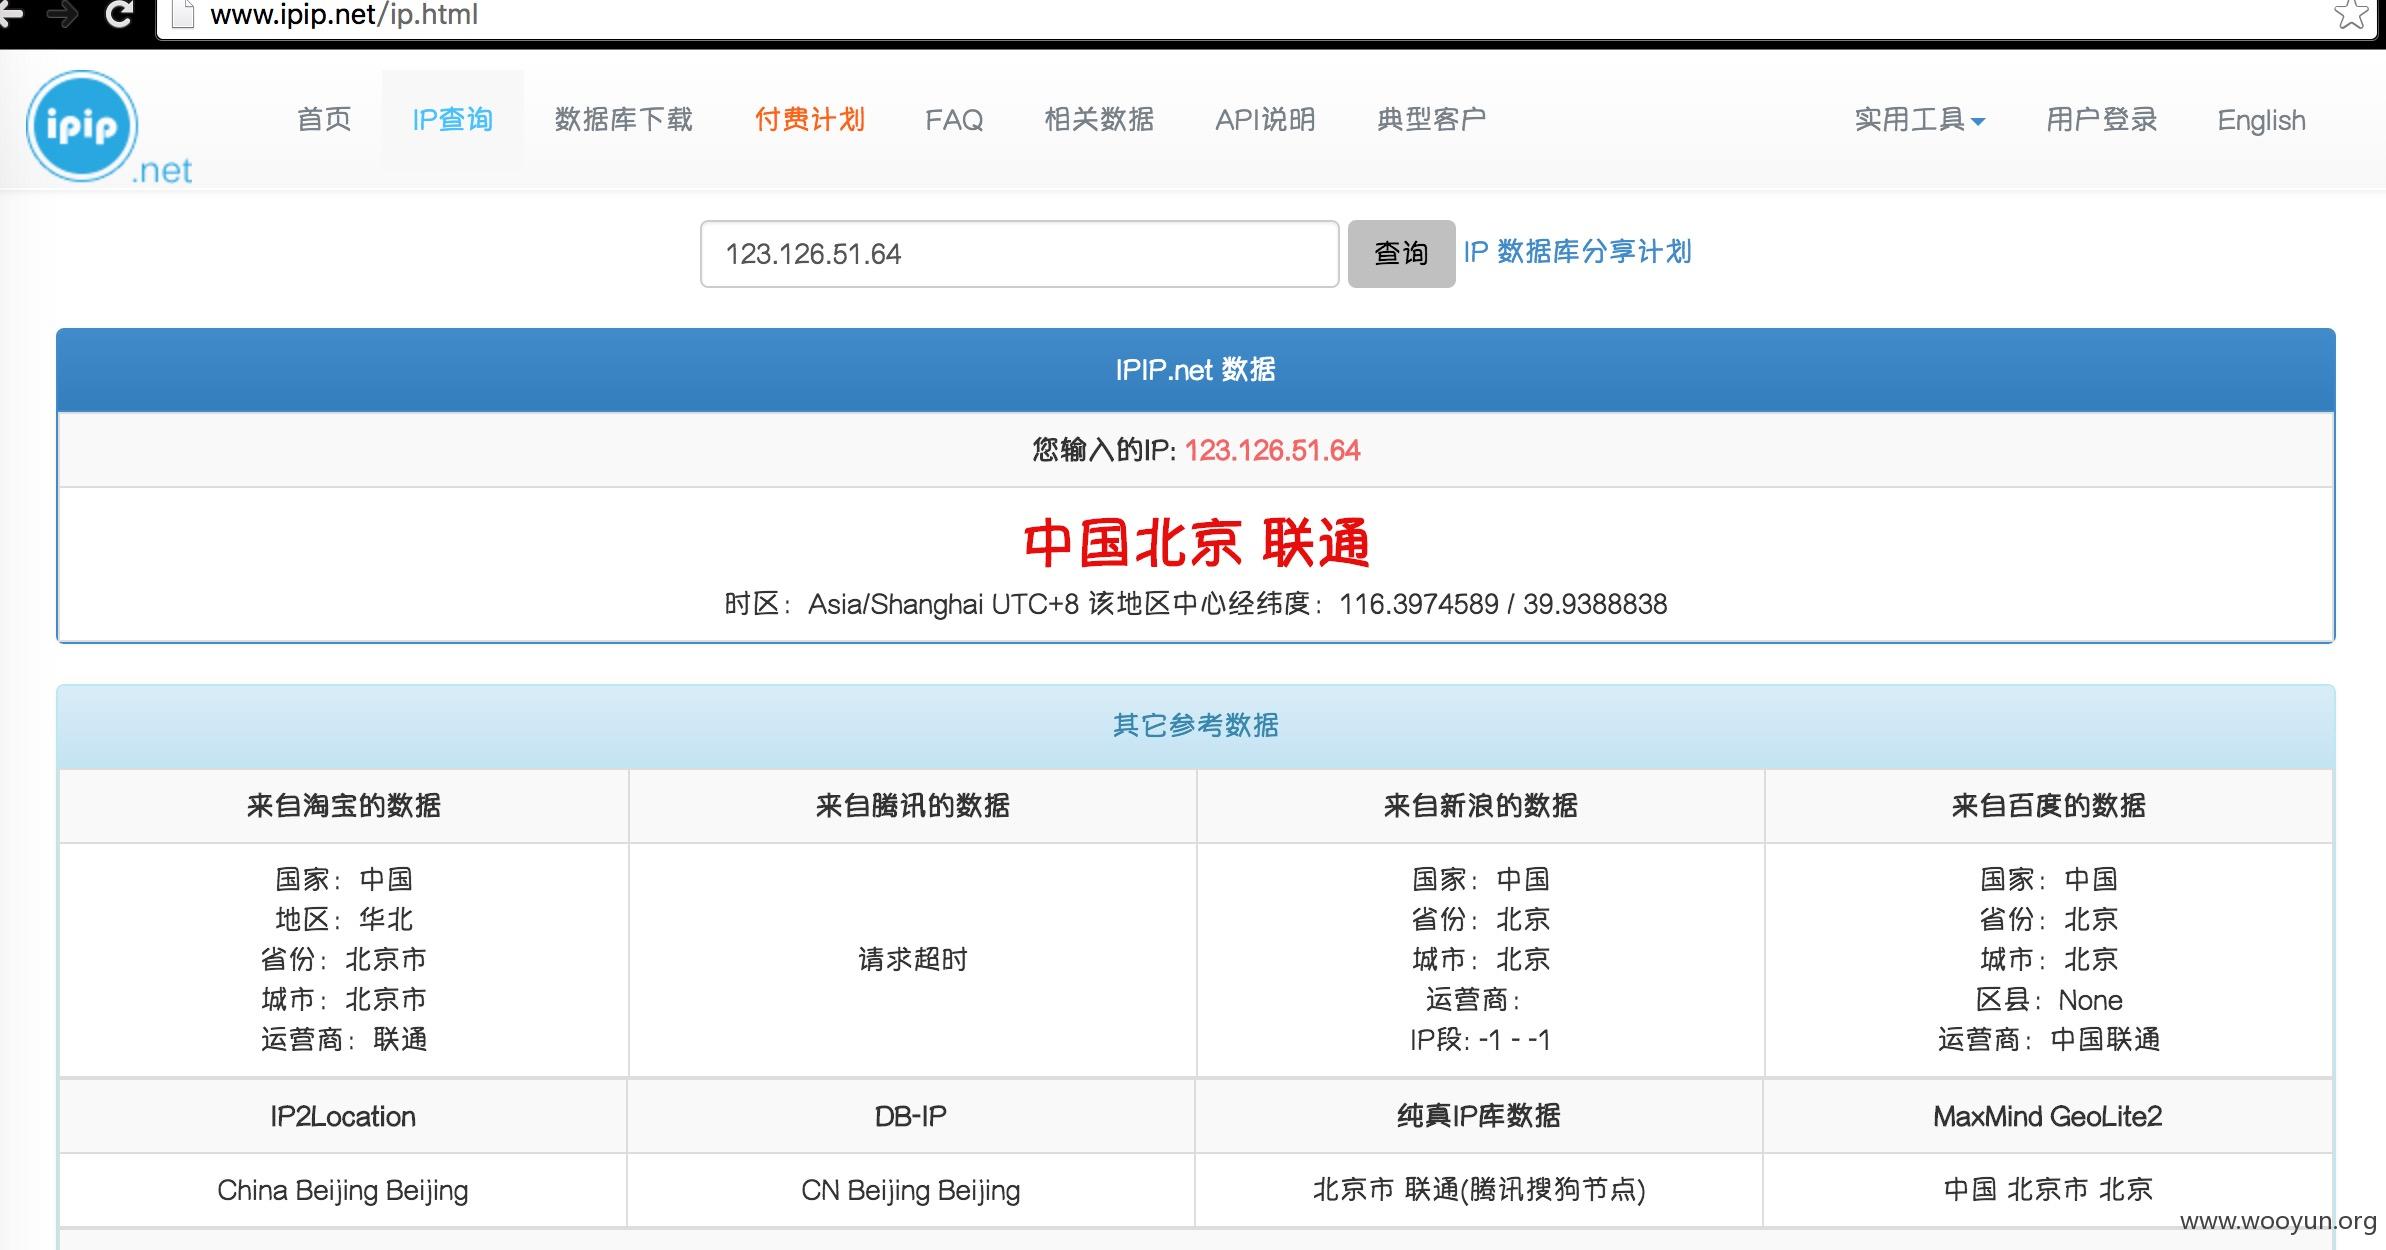 www.ipip.net/ip.html
ipip
.net
首页 IP查询 数据库下载 付费计划 FAQ 相关数据 API说明 典型客户 实用工具 用户登录 English
123.126.51.64 查询 IP 数据库分享计划
IPIP.net 数据
您输入的IP: 123.126.51.64
中国北京 联通
时区：Asia/Shanghai UTC+8 该地区中心经纬度：116.3974589 / 39.9388838
其它参考数据
来自淘宝的数据 来自腾讯的数据 来自新浪的数据 来自百度的数据
国家：中国
地区：华北
省份：北京市
城市：北京市
运营商：联通
请求超时
国家：中国
省份：北京
城市：北京
运营商：
IP段: -1 - -1
国家：中国
省份：北京
城市：北京
区县：None
运营商：中国联通
IP2Location DB-IP 纯真IP库数据 MaxMind GeoLite2
China Beijing Beijing CN Beijing Beijing 北京市 联通(腾讯搜狗节点) 中国 北京市 北京
www.wooyun.org